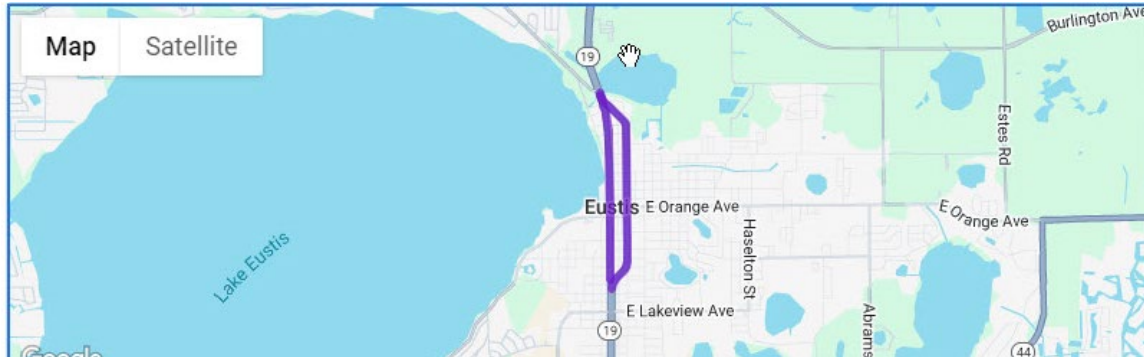 Map
Satellite
Burlington Ave
19
Estes Rd
Eustis
E Orange Ave
E Orange Ave
Haselton St
Lake Eustis
E Lakeview Ave
Abrams
19
44
Google